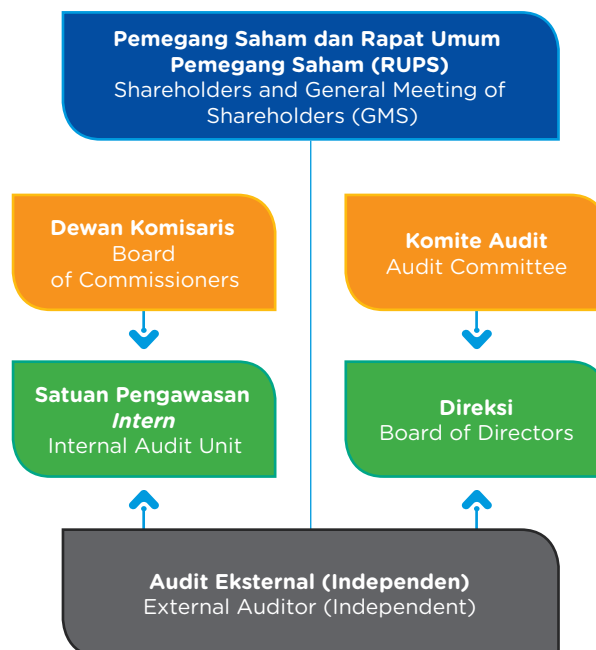 Pemegang Saham dan Rapat Umum
Pemegang Saham (RUPS)
Shareholders and General Meeting of
Shareholders (GMS)
Dewan Komisaris
Board
of Commissioners
Komite Audit
Audit Committee
Satuan Pengawasan
Intern
Internal Audit Unit
Direksi
Board of Directors
Audit Eksternal (Independen)
External Auditor (Independent)